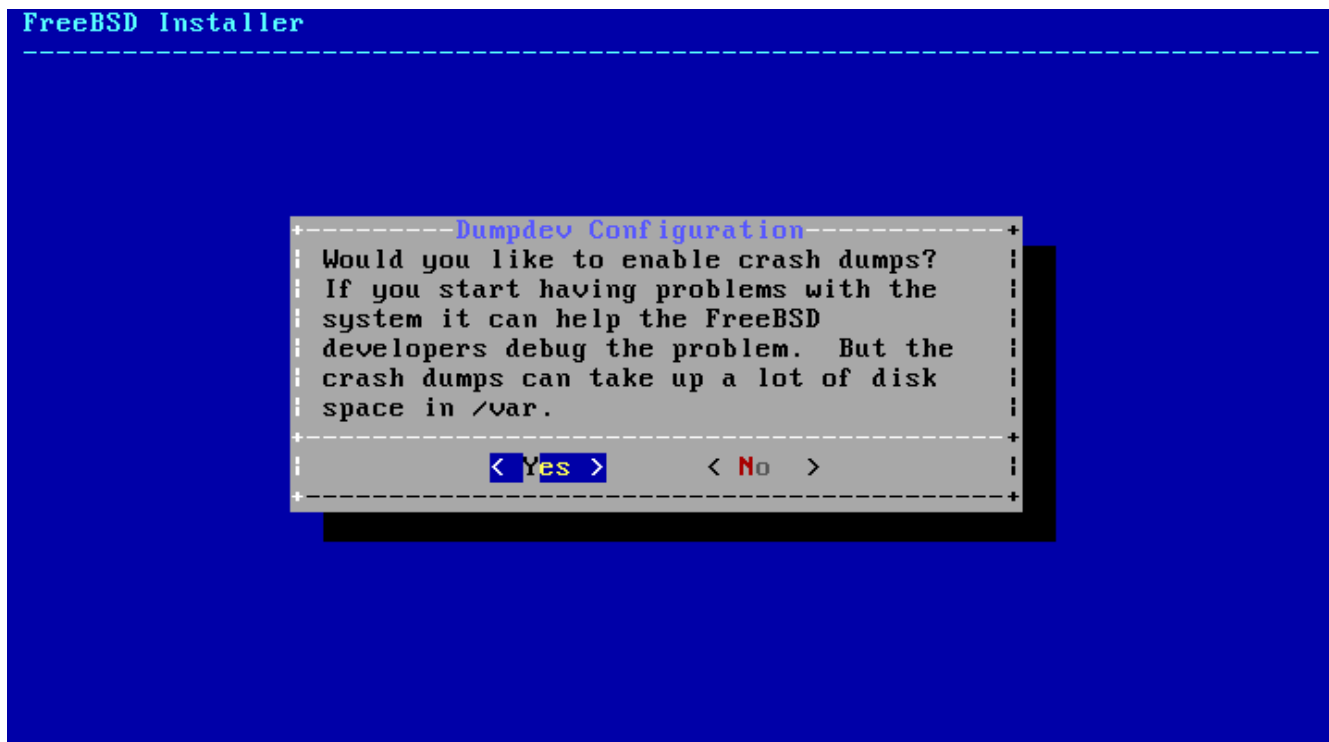 FreeBSD Installer
Dumpdev Configuration
Would you like to enable crash dumps?
If you start having problems with the
system it can help the FreeBSD
developers debug the problem.  But the
crash dumps can take up a lot of disk
space in /var.
< Yes >      < No  >